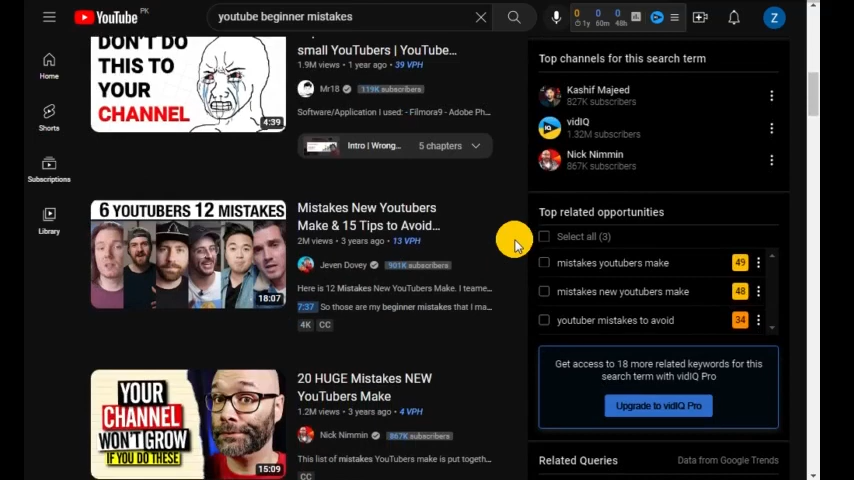 YouTube PK
youtube beginner mistakes
0 0 0
1y 60m 48h
Z
Home
Shorts
Subscriptions
Library
DON'T DO
THIS TO
YOUR
CHANNEL
4:39
small YouTubers | YouTube...
1.9M views • 1 year ago • 39 VPH
Mr18 119K subscribers
Software/Application I used: - Filmora9 - Adobe Ph...
Intro | Wrong... 5 chapters
6 YOUTUBERS 12 MISTAKES
18:07
Mistakes New Youtubers
Make & 15 Tips to Avoid...
2M views • 3 years ago • 13 VPH
Jeven Dovey 901K subscribers
Here is 12 Mistakes New YouTubers Make. I teame...
7:37 So those are my beginner mistakes that I ma...
4K CC
YOUR
CHANNEL
WON'T GROW
IF YOU DO THESE
15:09
20 HUGE Mistakes NEW
YouTubers Make
1.2M views • 3 years ago • 4 VPH
Nick Nimmin 867K subscribers
This list of mistakes YouTubers make is put togeth...
CC
Top channels for this search term
Kashif Majeed
827K subscribers
vidIQ
1.32M subscribers
Nick Nimmin
867K subscribers
Top related opportunities
Select all (3)
mistakes youtubers make 49
mistakes new youtubers make 48
youtuber mistakes to avoid 34
Get access to 18 more related keywords for this
search term with vidIQ Pro
Upgrade to vidIQ Pro
Related Queries Data from Google Trends